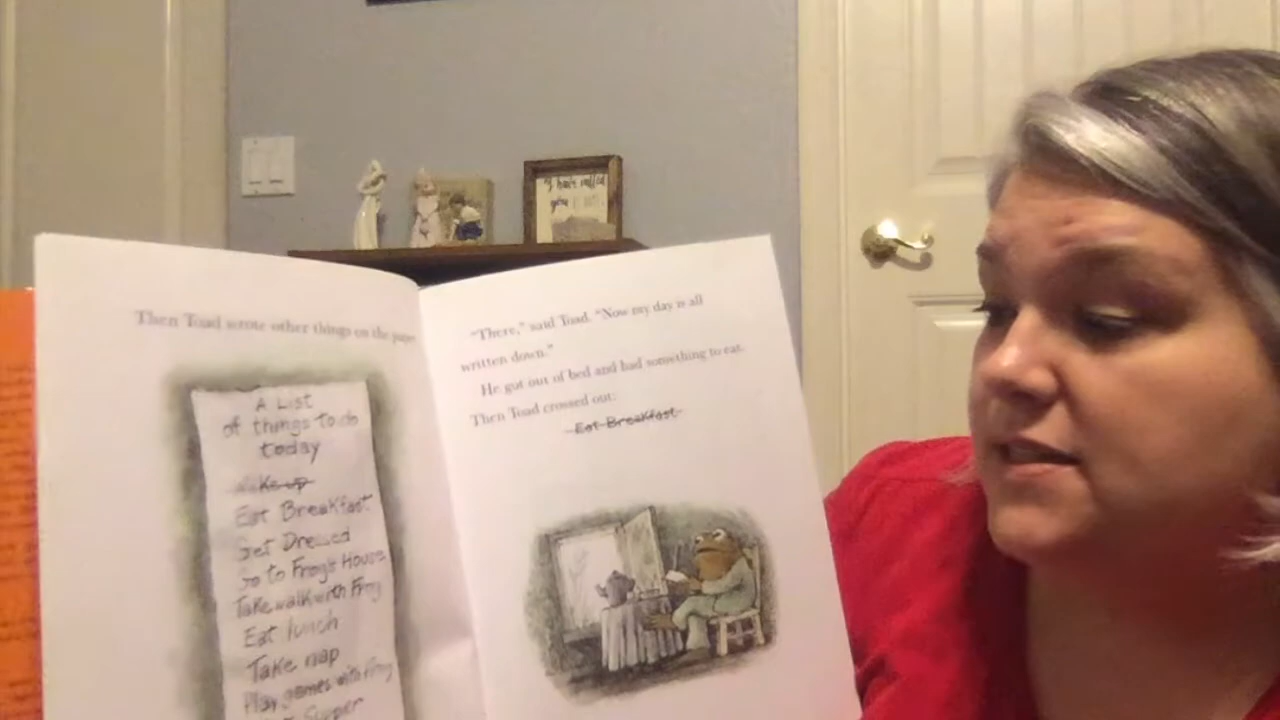 Then Toad wrote other things on the paper
A List
of things to do
today
Wake up
Eat Breakfast
Get Dressed
Go to Frog's House
Take walk with Frog
Eat lunch
Take nap
Play games with Frog
Supper
"There," said Toad. "Now my day is all
written down."
He got out of bed and had something to eat.
Then Toad crossed out:
Eat Breakfast